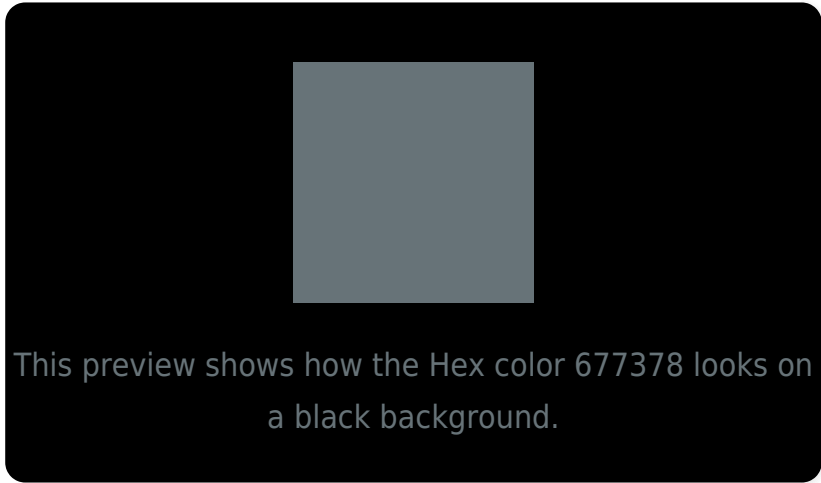 This preview shows how the Hex color 677378 looks on
a black background.